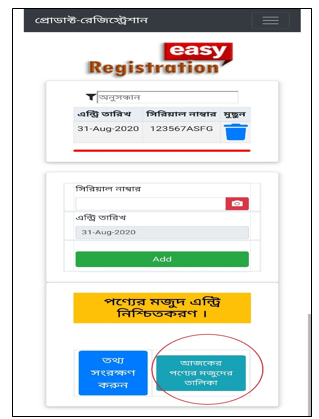 প্রোডাক্ট-রেজিস্ট্রেশান
easy
Registration
অনুসন্ধান
এন্ট্রি তারিখ সিরিয়াল নাম্বার মুছুন
31-Aug-2020 123567ASFG
সিরিয়াল নাম্বার
এন্ট্রি তারিখ
31-Aug-2020
Add
পণ্যের মজুদ এন্ট্রি
নিশ্চিতকরণ ।
তথ্য
সংরক্ষণ
করুন
আজকের
পণ্যের মজুদের
তালিকা